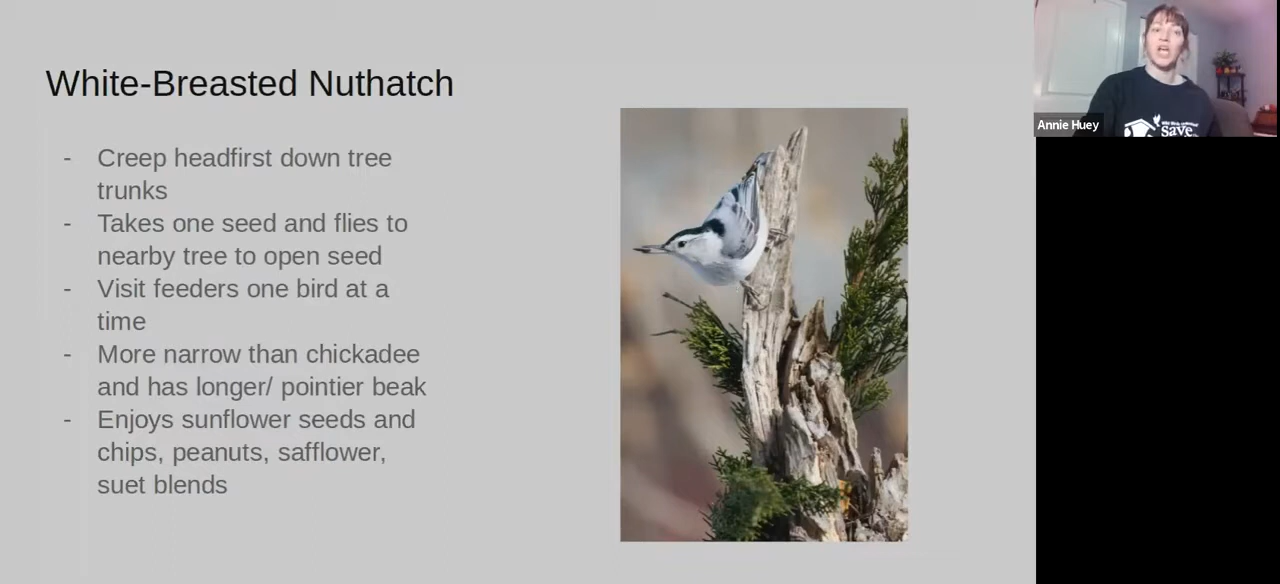 White-Breasted Nuthatch
- Creep headfirst down tree
trunks
- Takes one seed and flies to
nearby tree to open seed
- Visit feeders one bird at a
time
- More narrow than chickadee
and has longer/ pointier beak
- Enjoys sunflower seeds and
chips, peanuts, safflower,
suet blends
Annie Huey
save